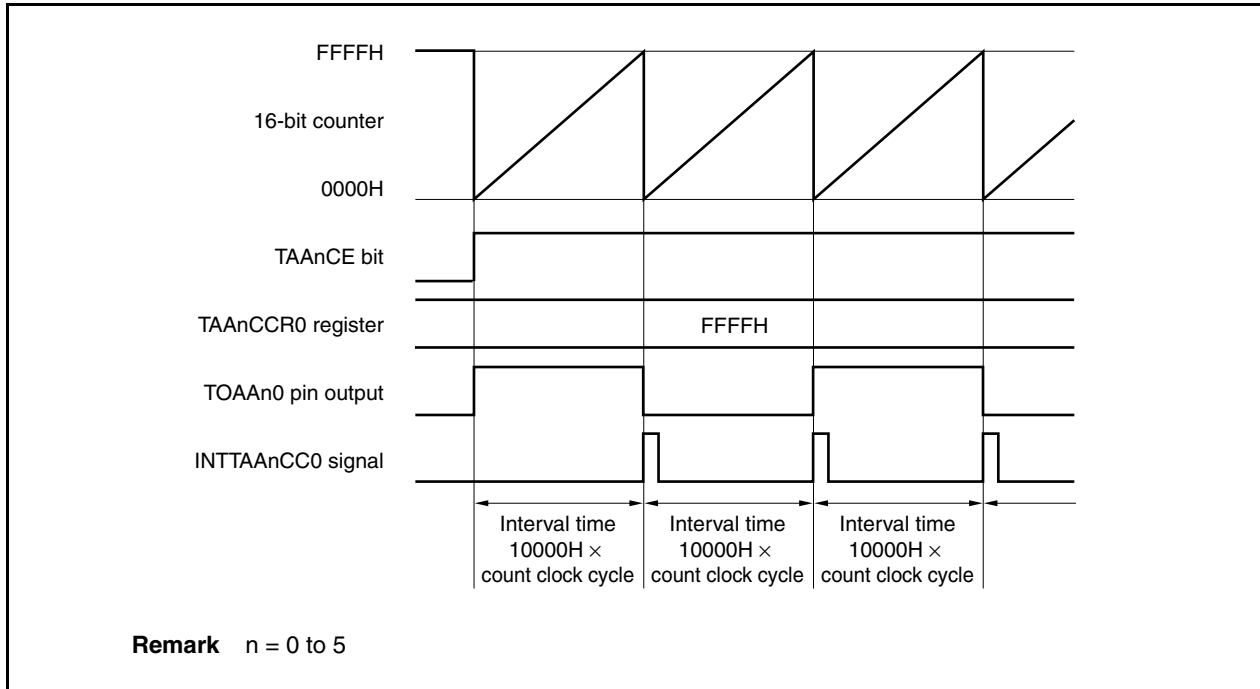 FFFFH
16-bit counter
0000H
TAAnCE bit
TAAnCCR0 register
FFFFH
TOAAn0 pin output
INTTAAnCC0 signal
Interval time
10000H ×
count clock cycle
Interval time
10000H ×
count clock cycle
Interval time
10000H ×
count clock cycle
Remark n = 0 to 5